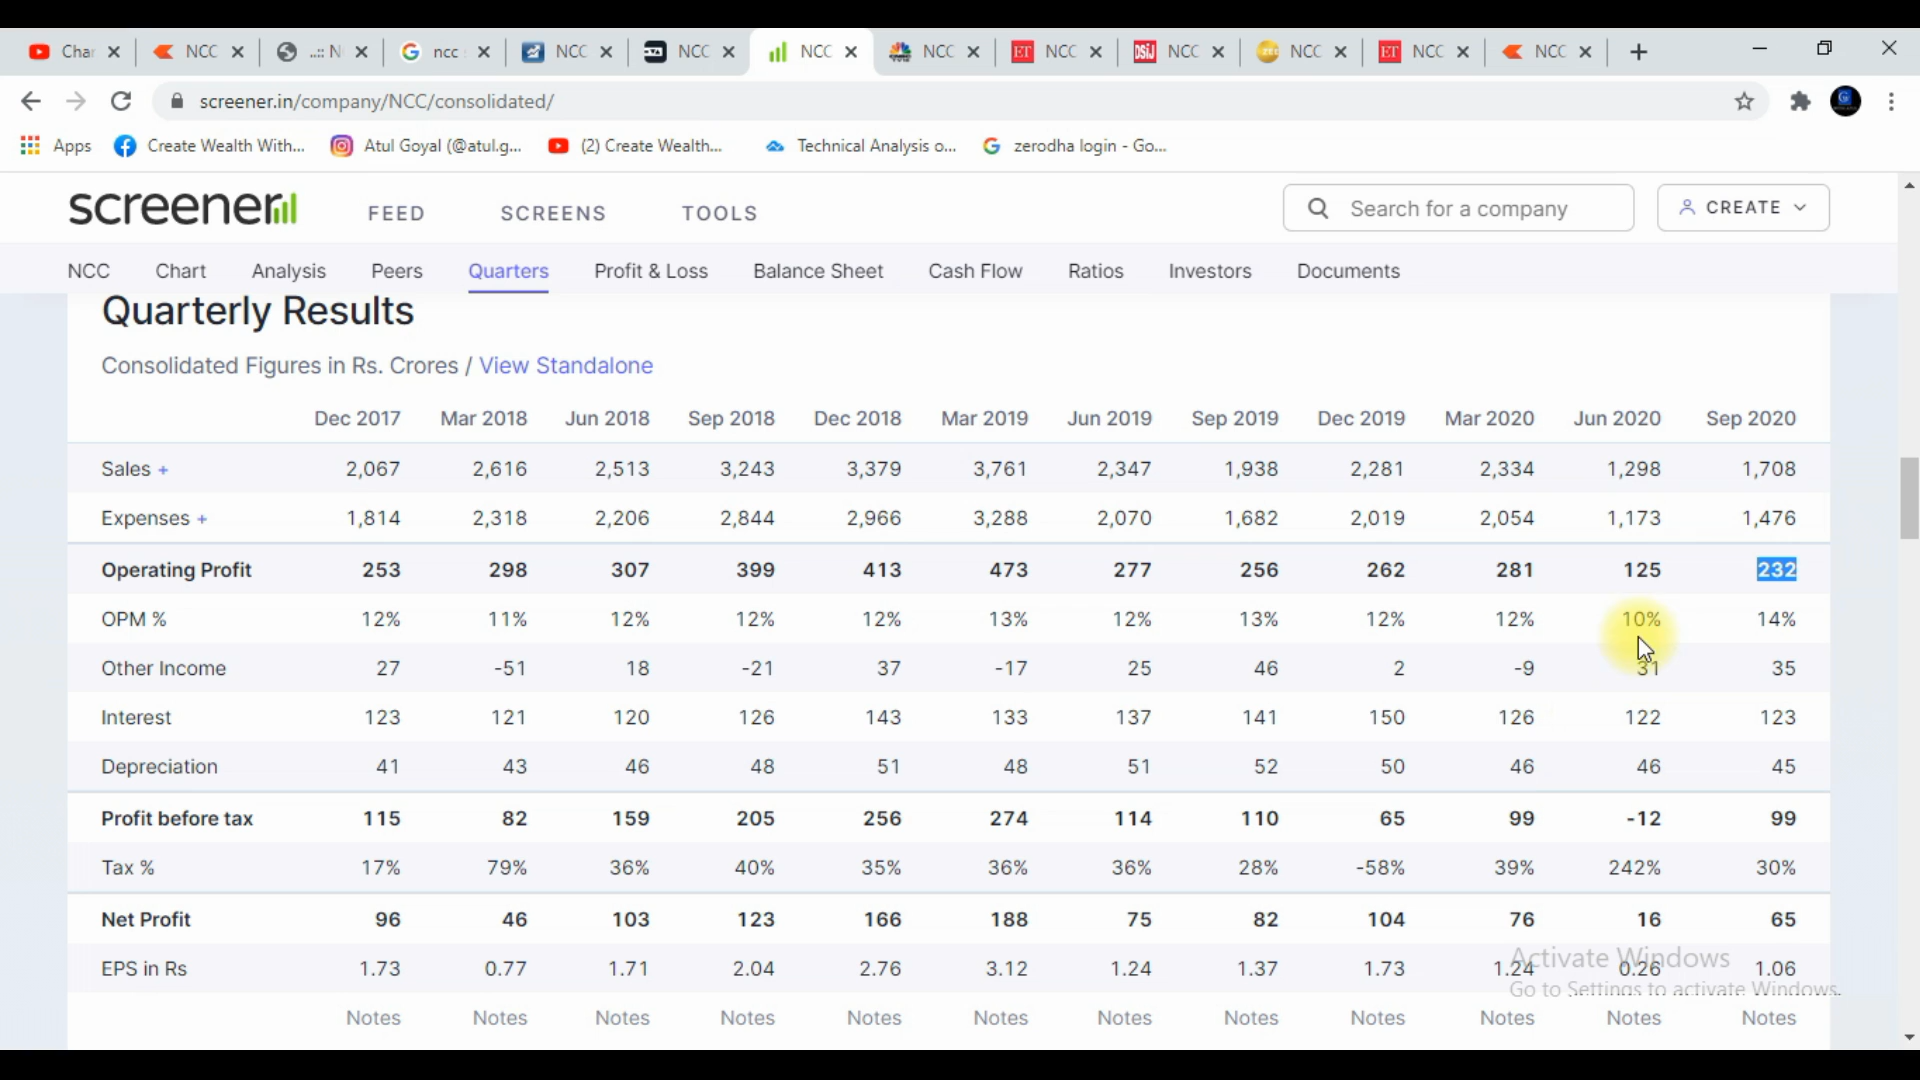 Char NCC ..:: N ncc NCC NCC NCC NCC NCC NCC NCC NCC NCC
screener.in/company/NCC/consolidated/
Apps Create Wealth With... Atul Goyal (@atul.g... (2) Create Wealth... Technical Analysis o... zerodha login - Go...
screener FEED SCREENS TOOLS Search for a company CREATE
NCC Chart Analysis Peers Quarters Profit & Loss Balance Sheet Cash Flow Ratios Investors Documents
Quarterly Results
Consolidated Figures in Rs. Crores / View Standalone
Dec 2017 Mar 2018 Jun 2018 Sep 2018 Dec 2018 Mar 2019 Jun 2019 Sep 2019 Dec 2019 Mar 2020 Jun 2020 Sep 2020
Sales + 2,067 2,616 2,513 3,243 3,379 3,761 2,347 1,938 2,281 2,334 1,298 1,708
Expenses + 1,814 2,318 2,206 2,844 2,966 3,288 2,070 1,682 2,019 2,054 1,173 1,476
Operating Profit 253 298 307 399 413 473 277 256 262 281 125 232
OPM % 12% 11% 12% 12% 12% 13% 12% 13% 12% 12% 10% 14%
Other Income 27 -51 18 -21 37 -17 25 46 2 -9 31 35
Interest 123 121 120 126 143 133 137 141 150 126 122 123
Depreciation 41 43 46 48 51 48 51 52 50 46 46 45
Profit before tax 115 82 159 205 256 274 114 110 65 99 -12 99
Tax % 17% 79% 36% 40% 35% 36% 36% 28% -58% 39% 242% 30%
Net Profit 96 46 103 123 166 188 75 82 104 76 16 65
Activate Windows
EPS in Rs 1.73 0.77 1.71 2.04 2.76 3.12 1.24 1.37 1.73 1.24 0.26 1.06
Go to Settings to activate Windows.
Notes Notes Notes Notes Notes Notes Notes Notes Notes Notes Notes Notes